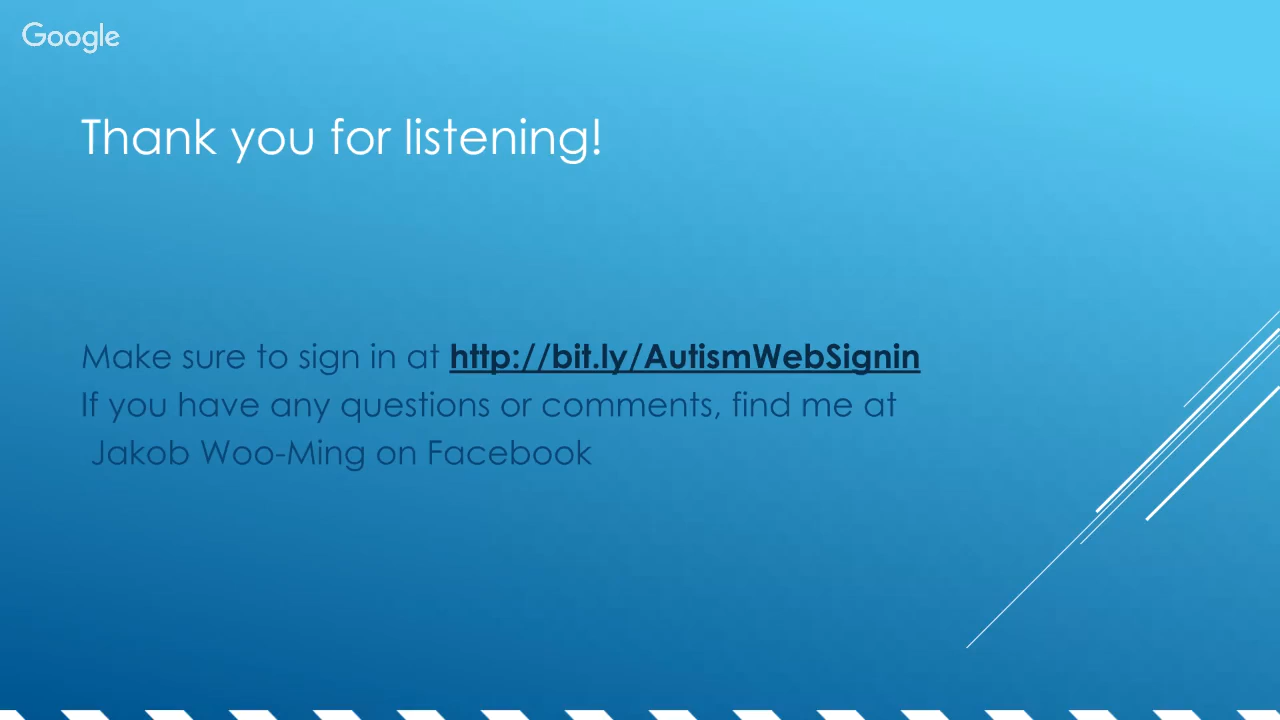 Google
Thank you for listening!
Make sure to sign in at http://bit.ly/AutismWebSignin
If you have any questions or comments, find me at
Jakob Woo-Ming on Facebook